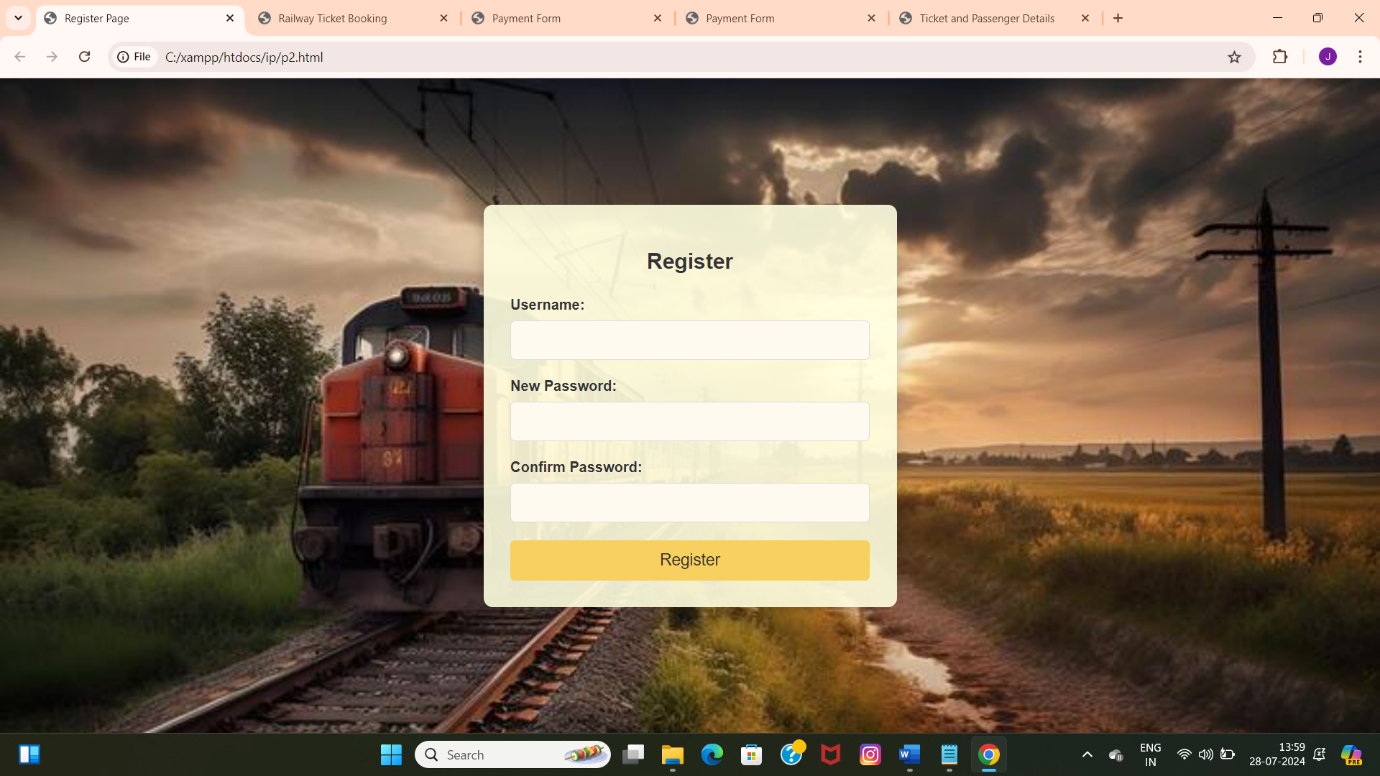 Register Page
Railway Ticket Booking
Payment Form
Payment Form
Ticket and Passenger Details
File
C:/xampp/htdocs/ip/p2.html
J
Register
Username:
New Password:
Confirm Password:
Register
Search
W
ENG
IN
13:59
28-07-2024
PRE